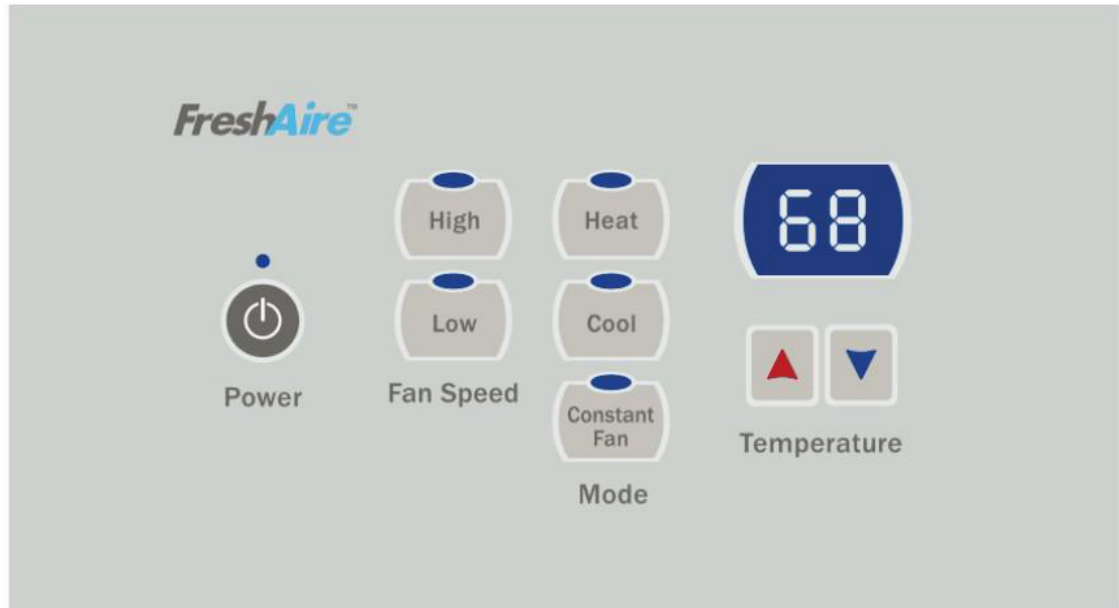 FreshAire™
High
Low
Fan Speed
Heat
Cool
Constant
Fan
Mode
68
Temperature
Power